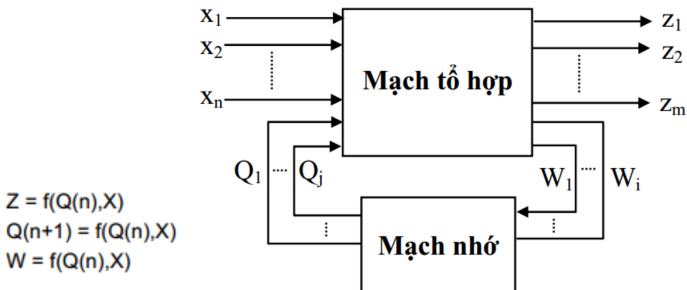 x1
x2
xn
Mạch tổ hợp
z1
z2
zm
Q1
Qj
W1
Wi
Mạch nhớ
Z = f(Q(n),X)
Q(n+1) = f(Q(n),X)
W = f(Q(n),X)